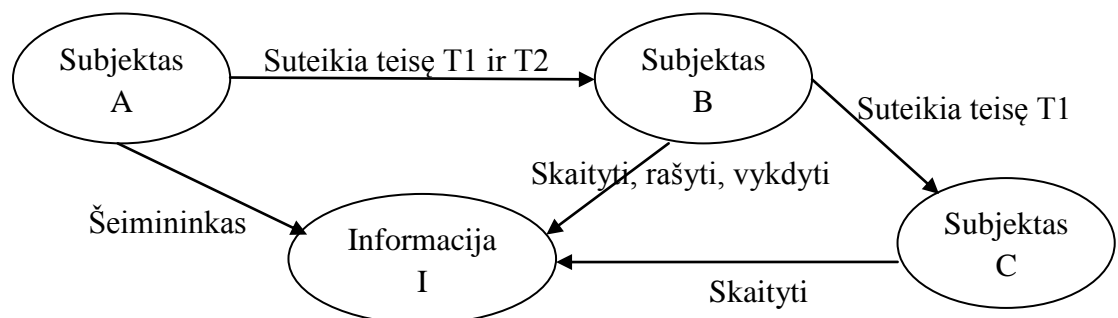 Subjektas
A
Suteikia teisę T1 ir T2
Subjektas
B
Suteikia teisę T1
Skaityti, rašyti, vykdyti
Šeimininkas
Informacija
I
Subjektas
C
Skaityti